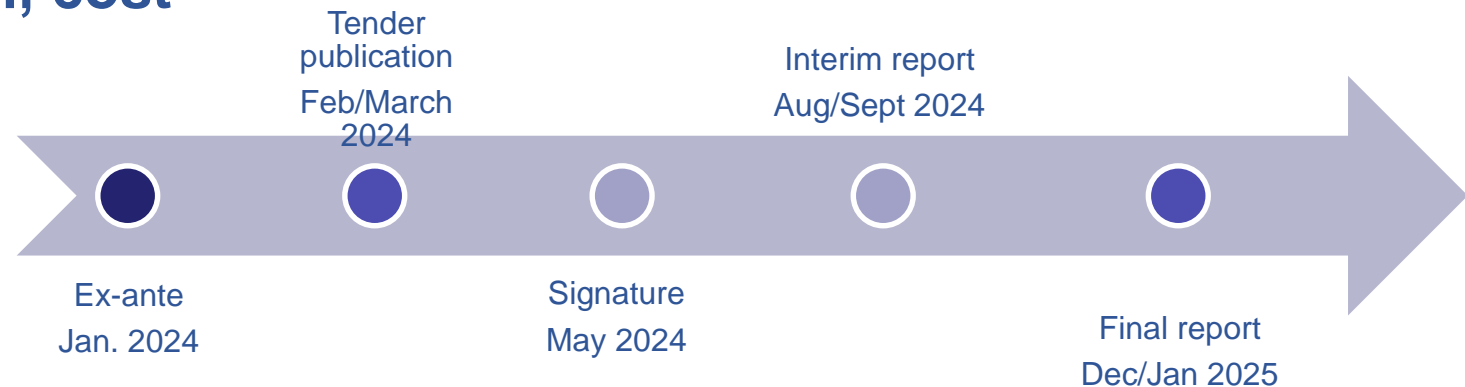 cost
Tender
publication
Feb/March
2024
Interim report
Aug/Sept 2024
Ex-ante
Jan. 2024
Signature
May 2024
Final report
Dec/Jan 2025